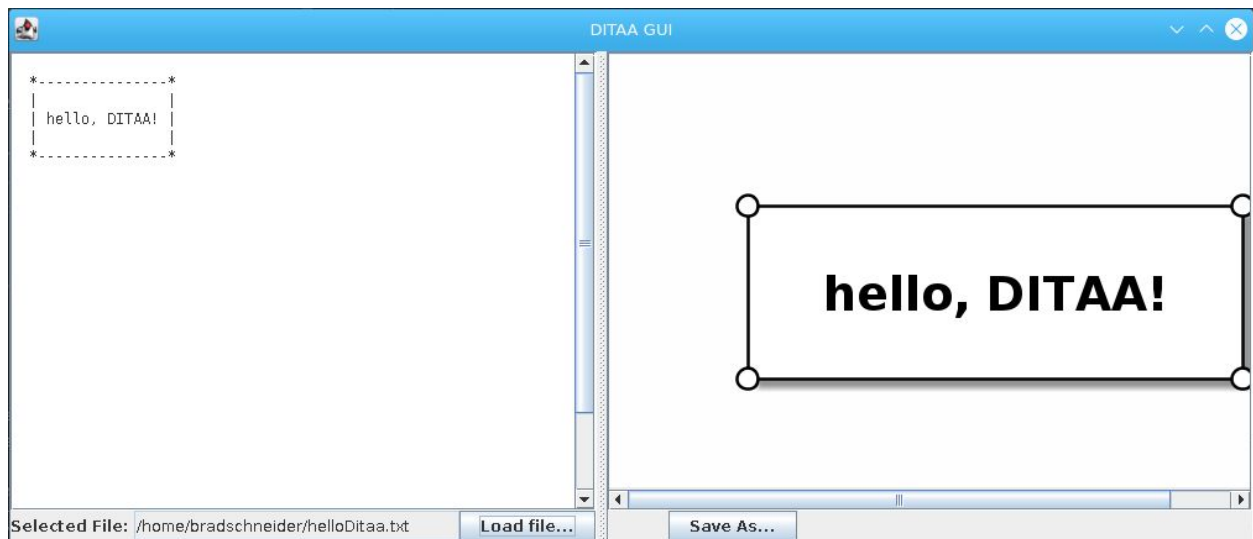 DITAA GUI
*---------------*
|               |
| hello, DITAA! |
|               |
*---------------*
hello, DITAA!
Selected File: /home/bradschneider/helloDitaa.txt Load file... Save As...